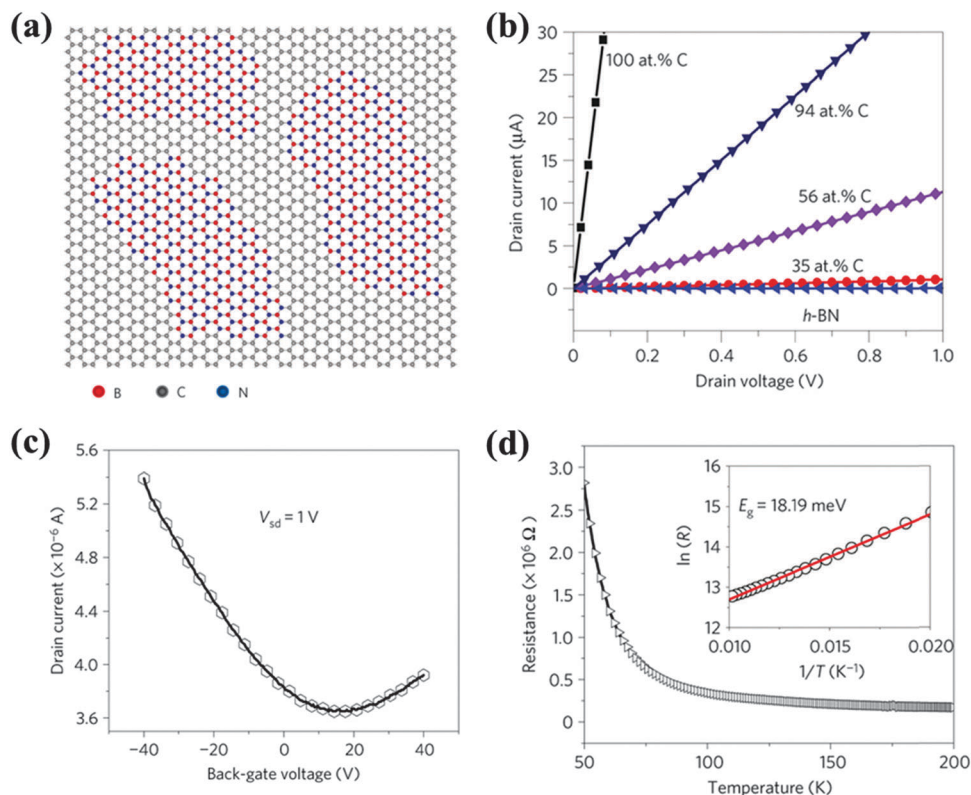 (a)
B C N
(b)
Drain current (μA)
30
25
20
15
10
5
0
100 at.% C
94 at.% C
56 at.% C
35 at.% C
h-BN
0 0.2 0.4 0.6 0.8 1.0
Drain voltage (V)
(c)
Drain current (× 10⁻⁶ A)
5.6
5.2
4.8
4.4
4.0
3.6
Vsd = 1 V
−40 −20 0 20 40
Back-gate voltage (V)
(d)
Resistance (× 10⁶ Ω)
3.0
2.5
2.0
1.5
1.0
0.5
0
50 100 150 200
Temperature (K)
ln (R)
16
15
14
13
12
Eg = 18.19 meV
0.010 0.015 0.020
1/T (K⁻¹)